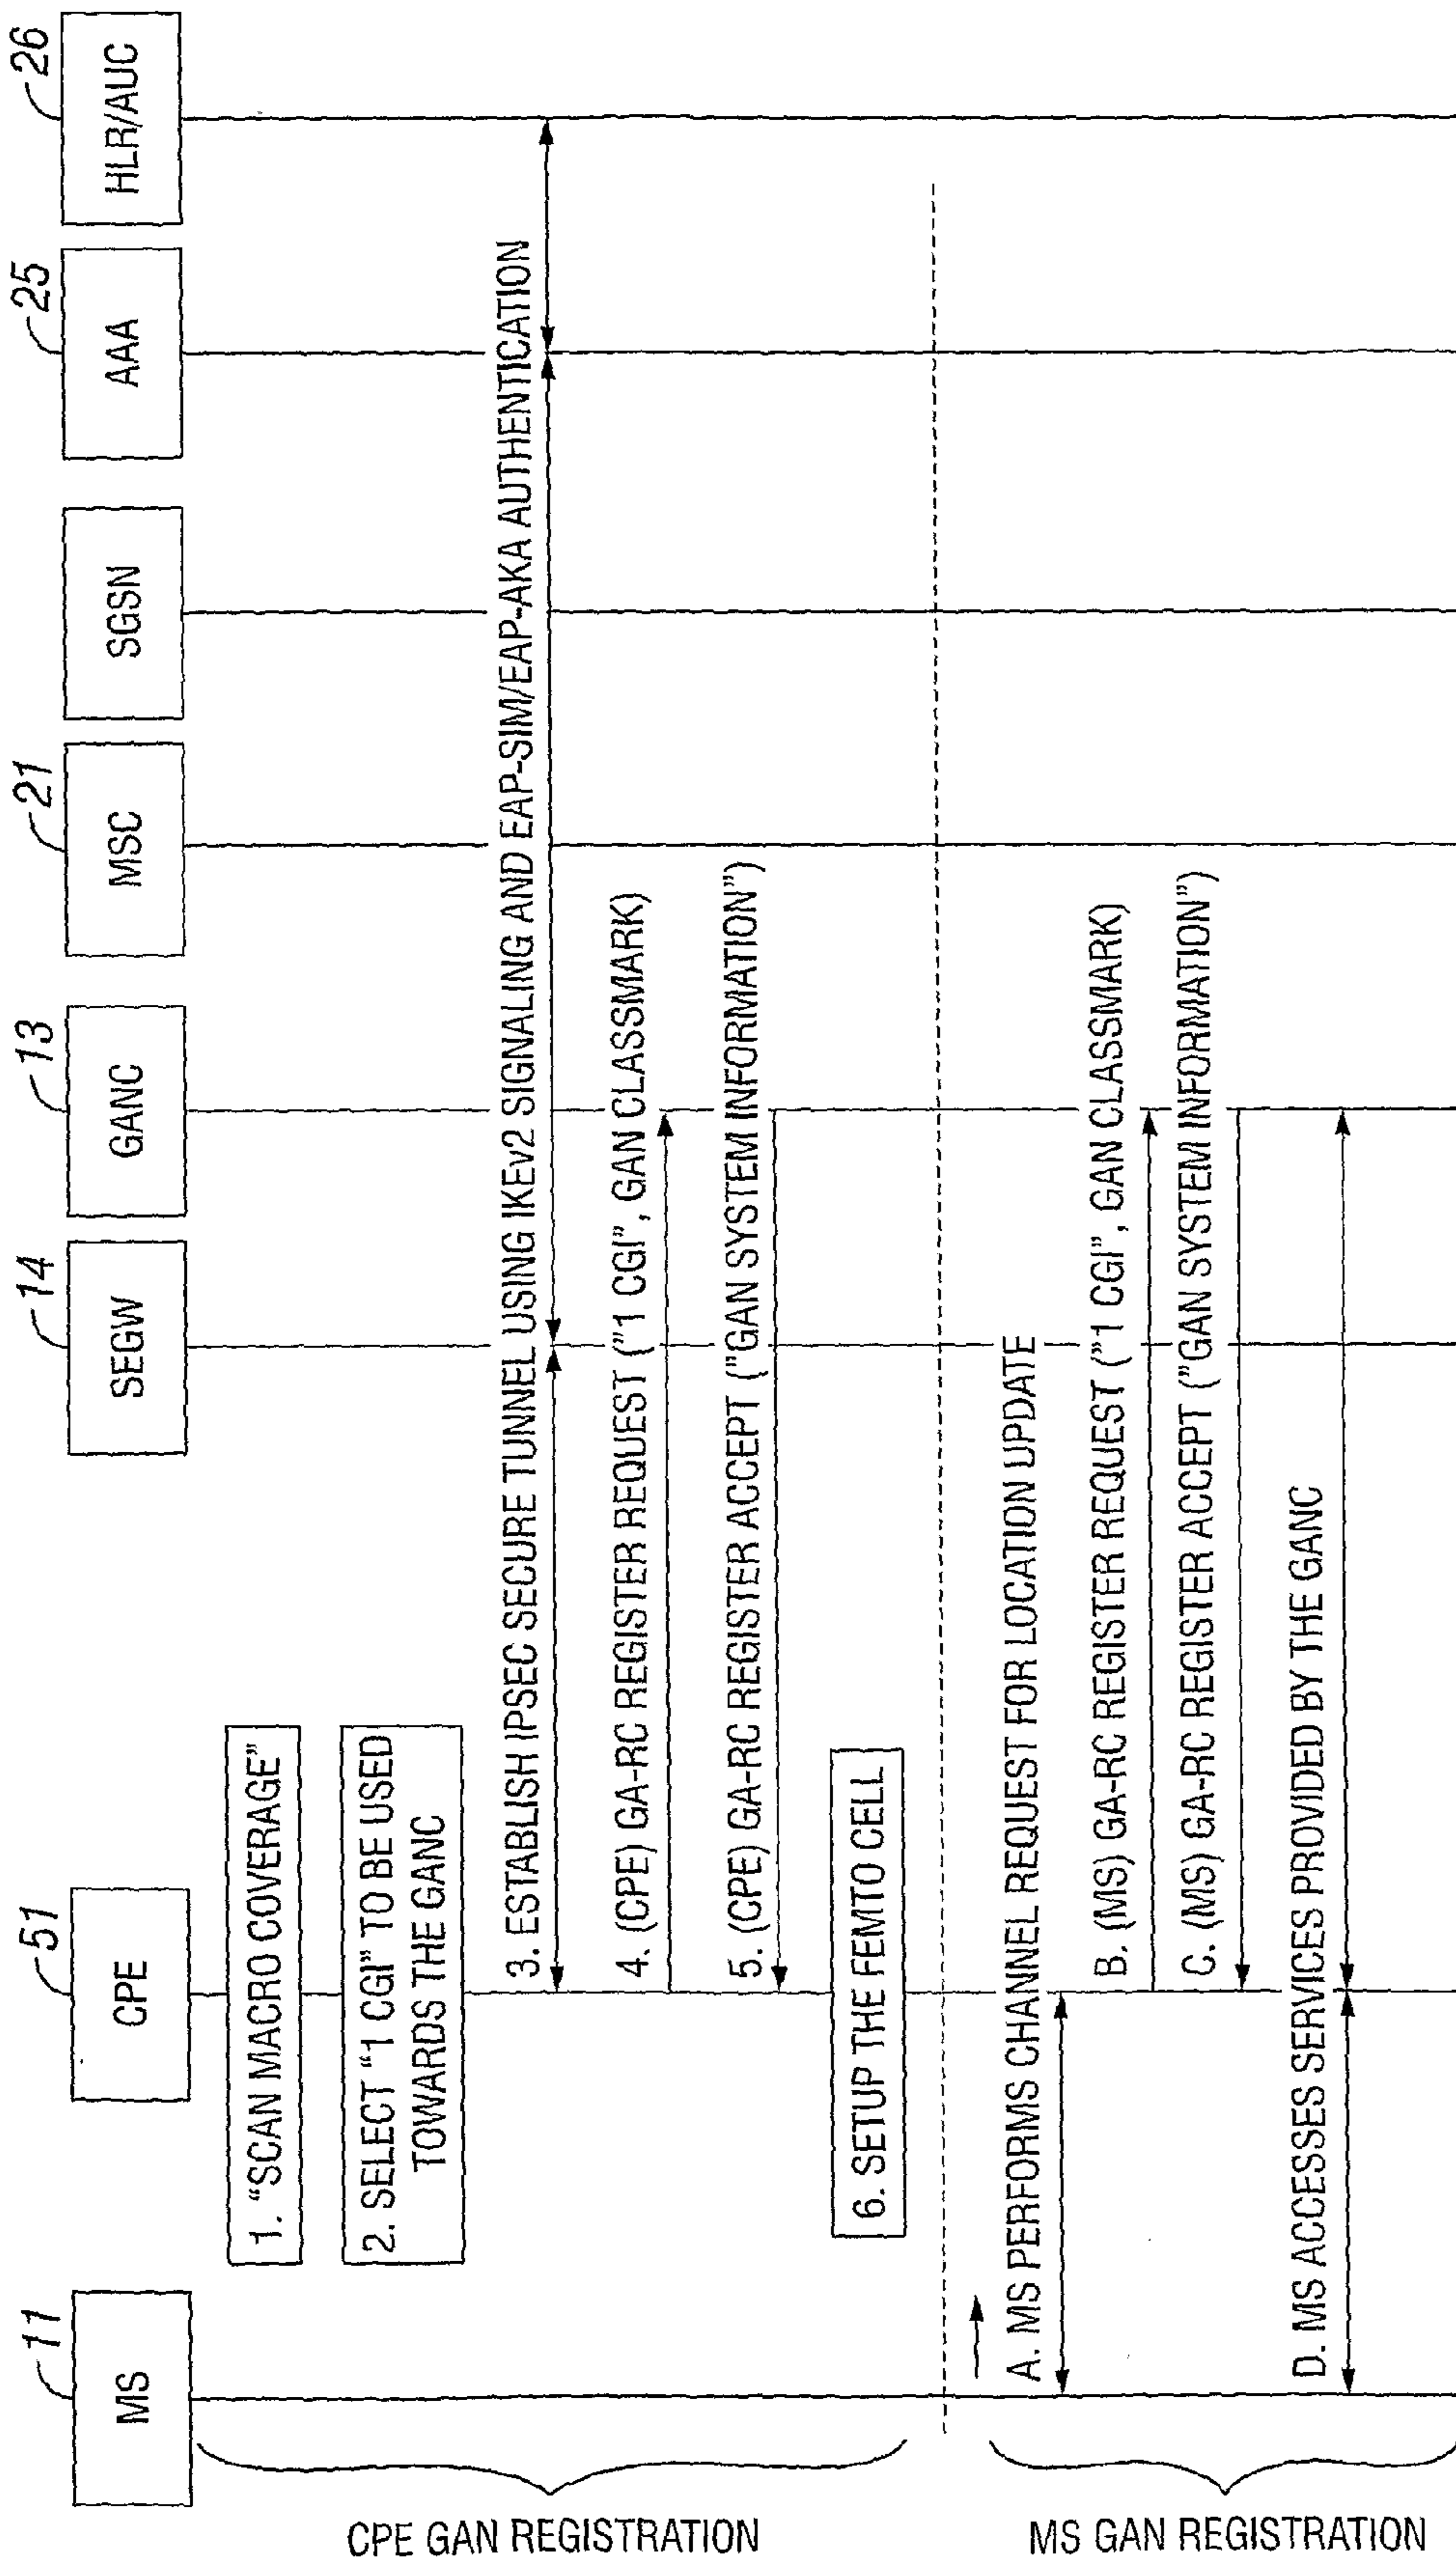 11
51
14
13
21
25
26
MS
CPE
SEGW
GANC
MSC
SGSN
AAA
HLR/AUC
CPE GAN REGISTRATION
1. “SCAN MACRO COVERAGE”
2. SELECT “1 CGI” TO BE USED
TOWARDS THE GANC
3. ESTABLISH IPSEC SECURE TUNNEL USING IKEv2 SIGNALING AND EAP-SIM/EAP-AKA AUTHENTICATION
4. (CPE) GA-RC REGISTER REQUEST (”1 CGI”, GAN CLASSMARK)
5. (CPE) GA-RC REGISTER ACCEPT (”GAN SYSTEM INFORMATION”)
6. SETUP THE FEMTO CELL
MS GAN REGISTRATION
A. MS PERFORMS CHANNEL REQUEST FOR LOCATION UPDATE
B. (MS) GA-RC REGISTER REQUEST (”1 CGI”, GAN CLASSMARK)
C. (MS) GA-RC REGISTER ACCEPT (”GAN SYSTEM INFORMATION”)
D. MS ACCESSES SERVICES PROVIDED BY THE GANC